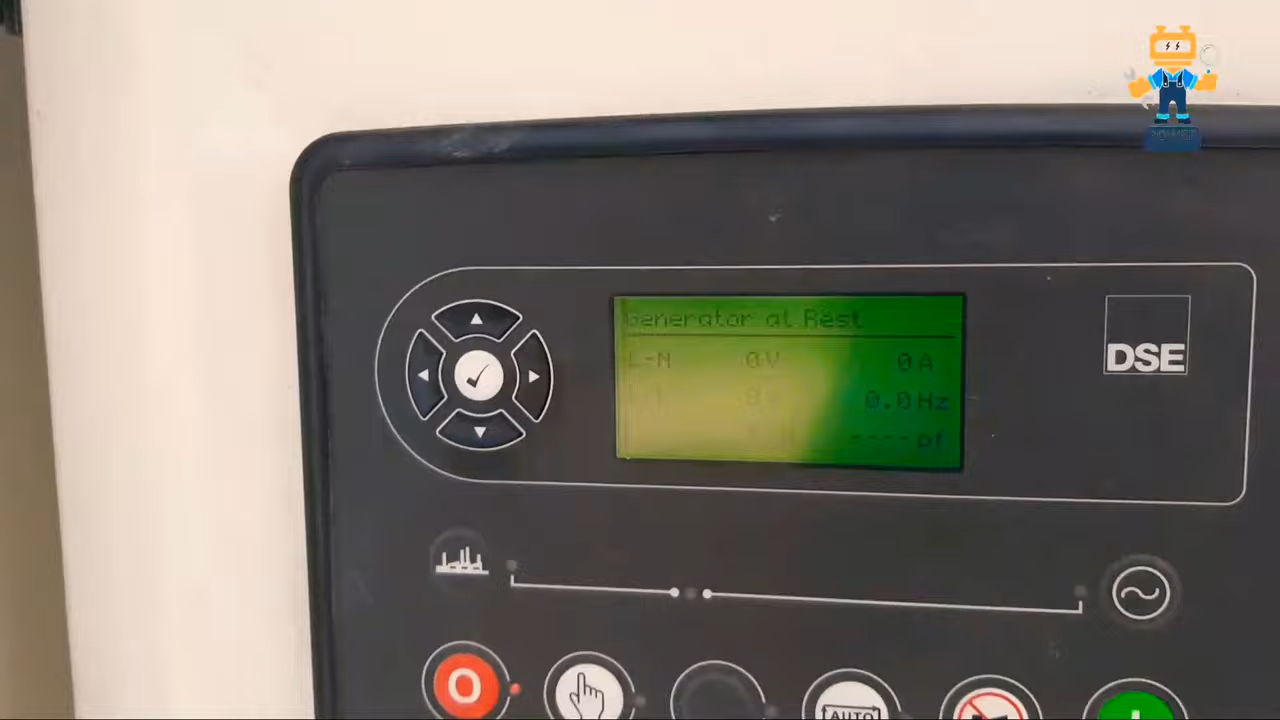 Generator at Rest
L-N 0V 0A
0.0Hz
----pf
DSE
O
AUTO